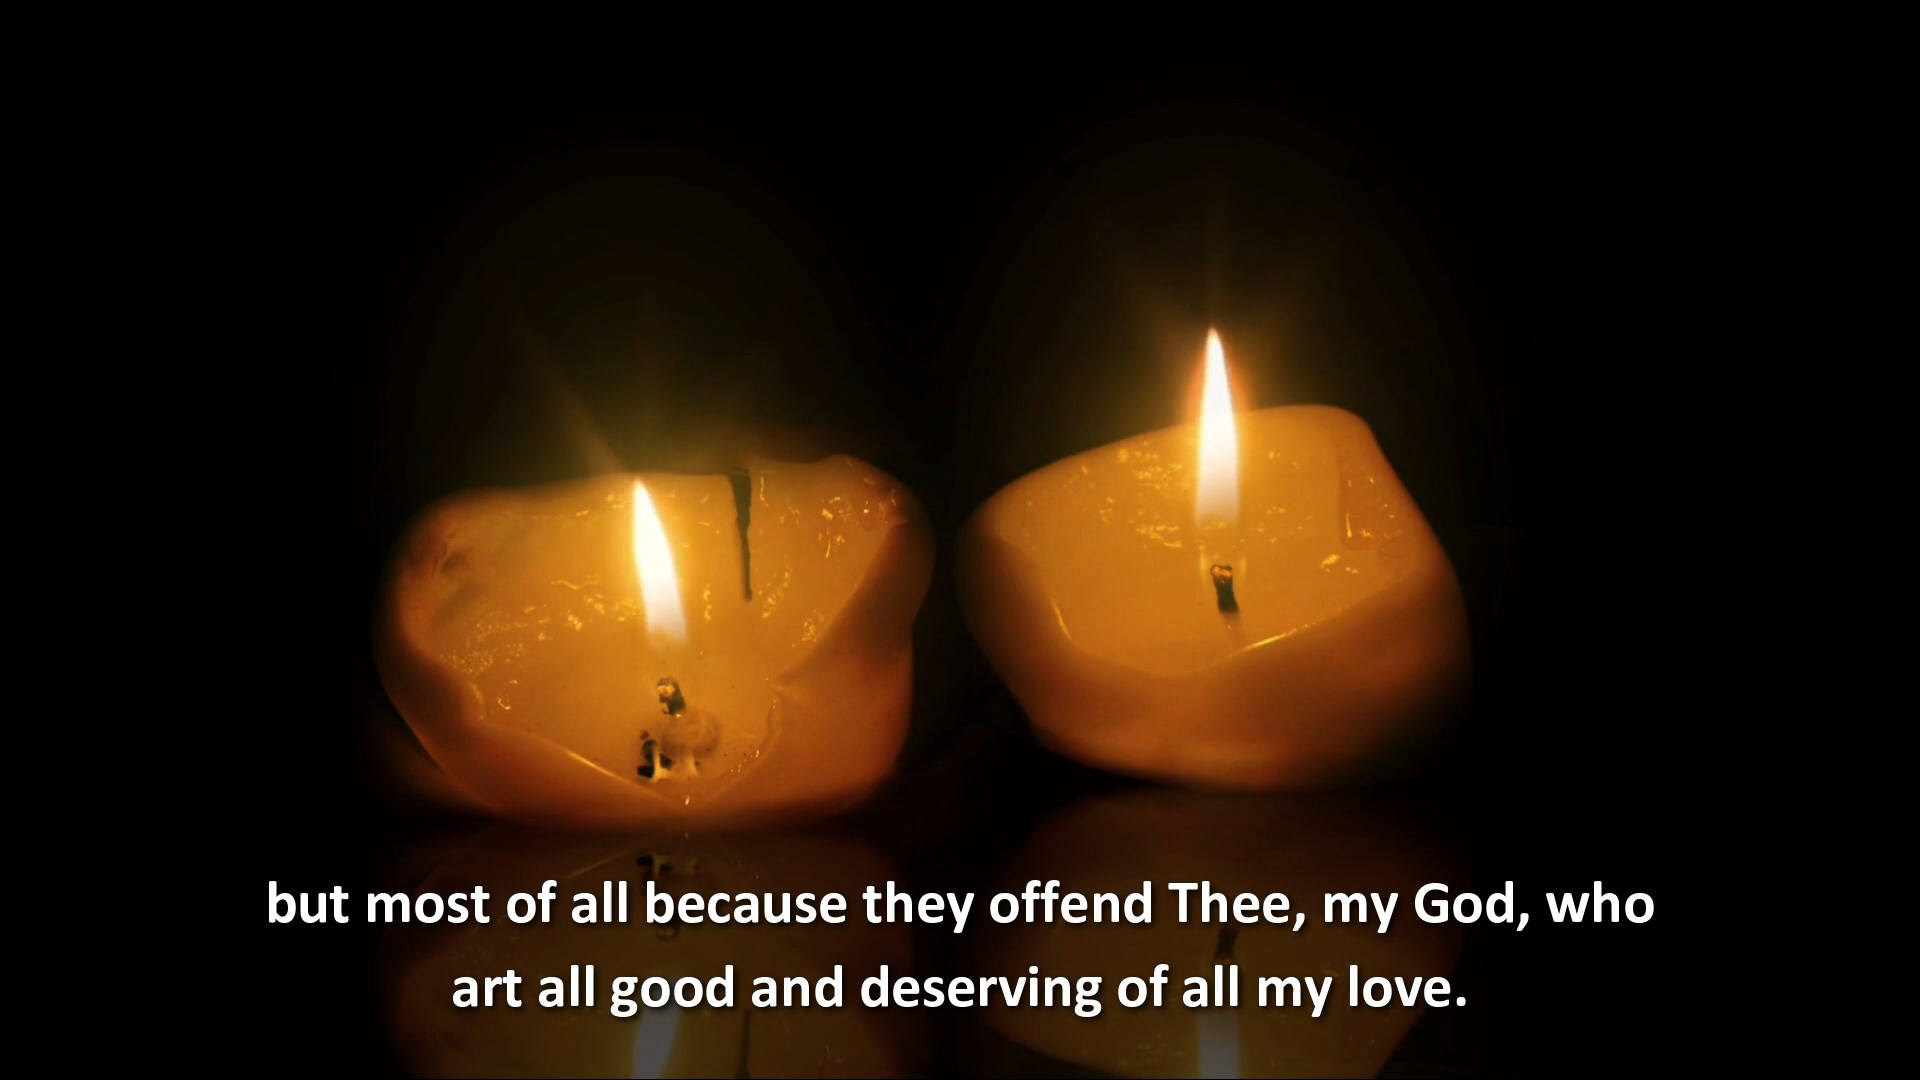 but most of all because they offend Thee, my God, who
art all good and deserving of all my love.